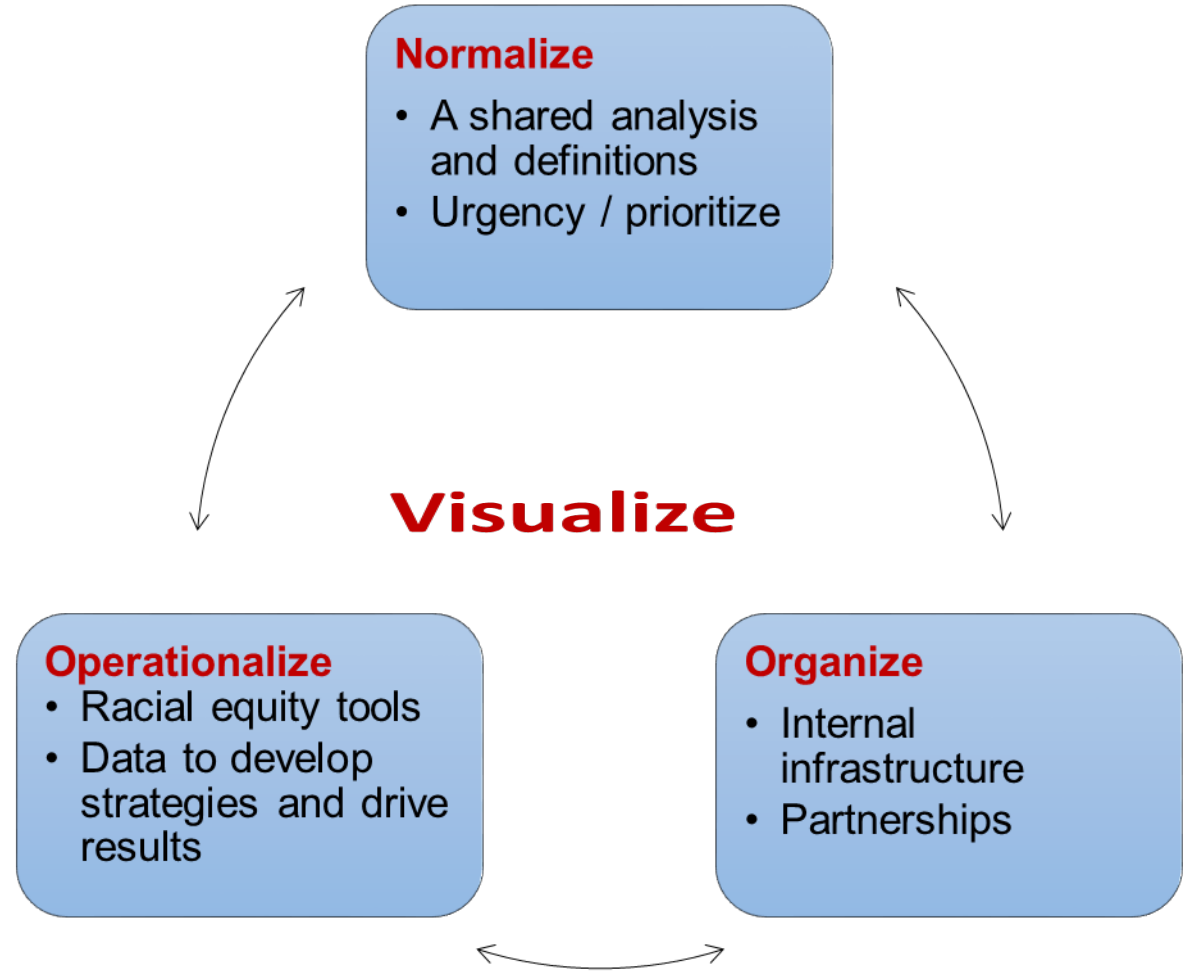 Normalize
• A shared analysis
and definitions
• Urgency / prioritize
Visualize
Operationalize
• Racial equity tools
• Data to develop
strategies and drive
results
Organize
• Internal
infrastructure
• Partnerships